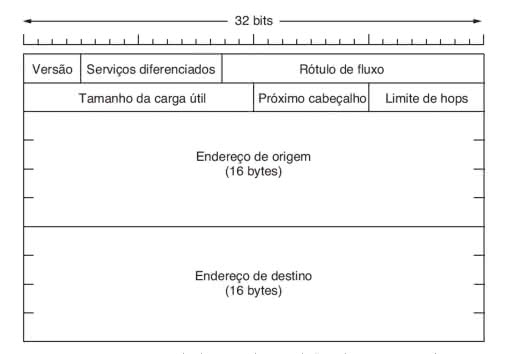 32 bits
Versão Serviços diferenciados Rótulo de fluxo
Tamanho da carga útil Próximo cabeçalho Limite de hops
Endereço de origem
(16 bytes)
Endereço de destino
(16 bytes)